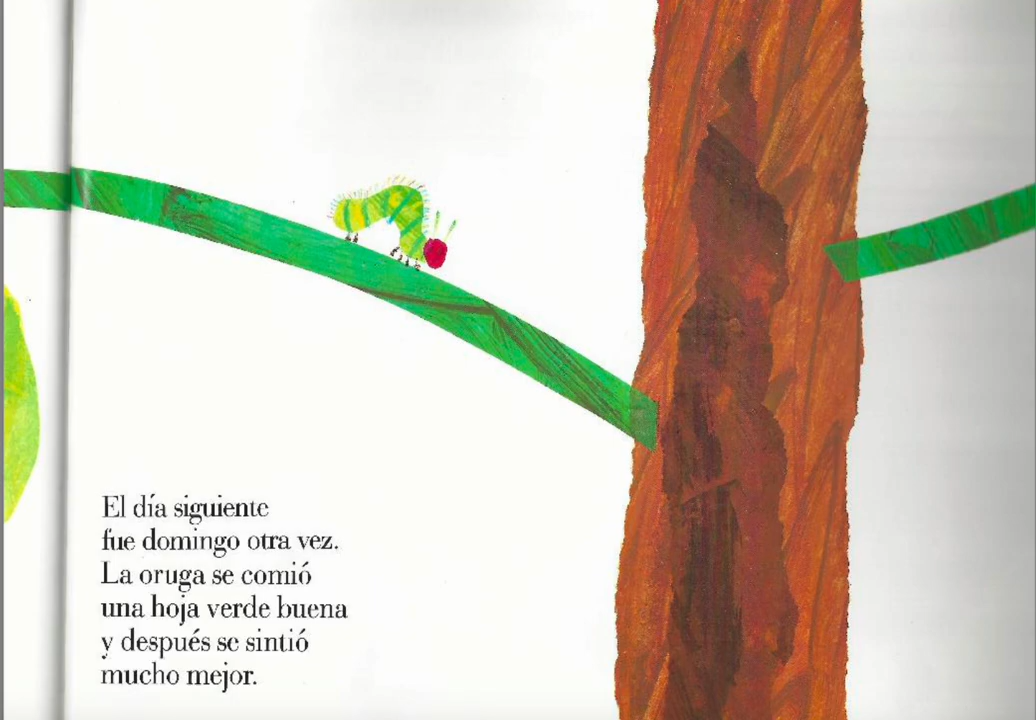 El día siguiente
fue domingo otra vez.
La oruga se comió
una hoja verde buena
y después se sintió
mucho mejor.